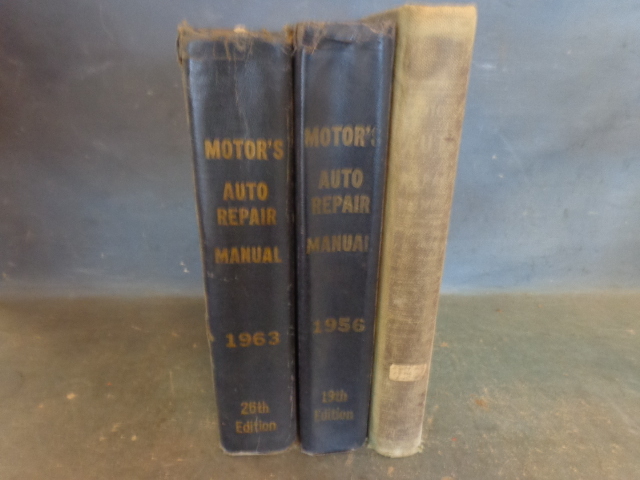 MOTOR'S
AUTO
REPAIR
MANUAL
1963
26th
Edition
MOTOR'S
AUTO
REPAIR
MANUAL
1956
19th
Edition